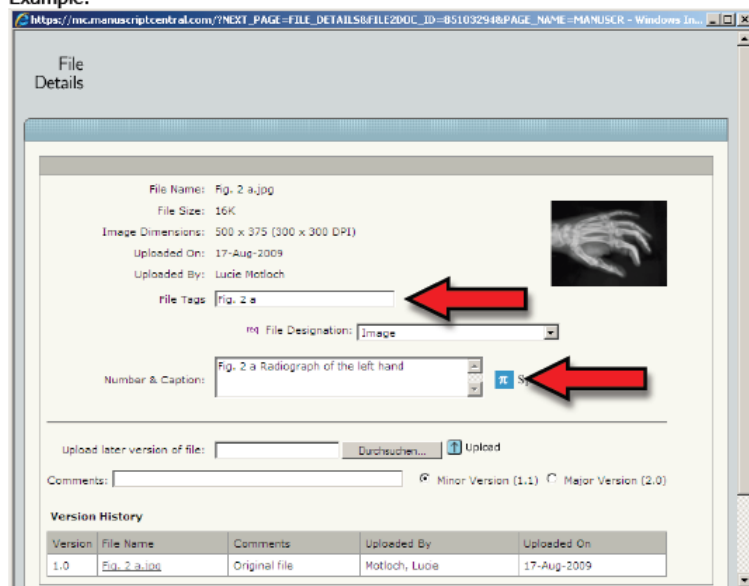 Example:
https://mc.manuscriptcentral.com/?NEXT_PAGE=FILE_DETAILS&FILE2DOC_ID=85103294&PAGE_NAME=MANUSCR - Windows In...
File
Details
File Name: Fig. 2 a.jpg
File Size: 16K
Image Dimensions: 500 x 375 (300 x 300 DPI)
Uploaded On: 17-Aug-2009
Uploaded By: Lucie Motloch
File Tags Fig. 2 a
req File Designation: Image
Number & Caption: Fig. 2 a Radiograph of the left hand
π
Upload later version of file: Durchsuchen... Upload
Comments: Minor Version (1.1) Major Version (2.0)
Version History
Version File Name Comments Uploaded By Uploaded On
1.0 Fig. 2 a.jpg Original file Motloch, Lucie 17-Aug-2009